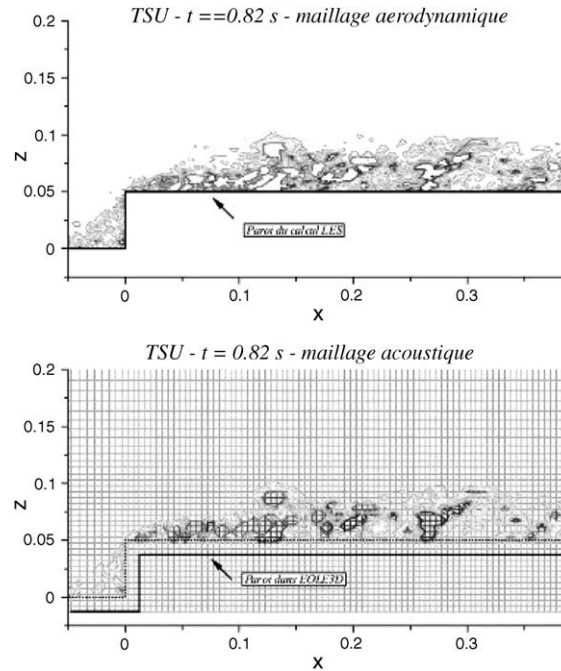 TSU - t ==0.82 s - maillage aerodynamique
0.2
0.15
0.1
0.05
0
z
Paroi du calcul LES
0 0.1 0.2 0.3
x
TSU - t = 0.82 s - maillage acoustique
0.2
0.15
0.1
0.05
0
z
Paroi dans EOLE3D
0 0.1 0.2 0.3
x